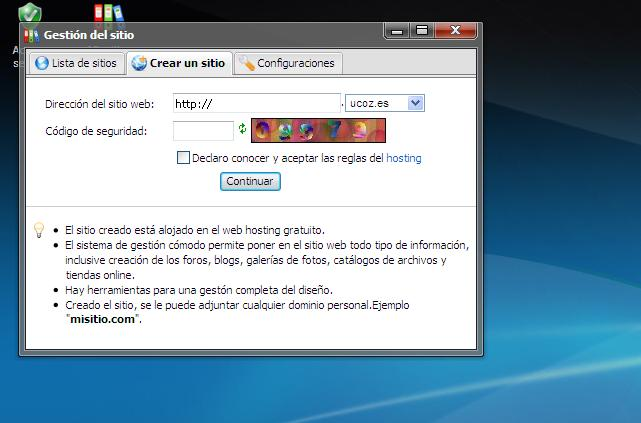 Gestión del sitio
Lista de sitios
Crear un sitio
Configuraciones
Dirección del sitio web: http:// . ucoz.es
Código de seguridad:
Declaro conocer y aceptar las reglas del hosting
Continuar
• El sitio creado está alojado en el web hosting gratuito.
• El sistema de gestión cómodo permite poner en el sitio web todo tipo de información,
inclusive creación de los foros, blogs, galerías de fotos, catálogos de archivos y
tiendas online.
• Hay herramientas para una gestón completa del diseño.
• Creado el sitio, se le puede adjuntar cualquier dominio personal.Ejemplo
"misitio.com".